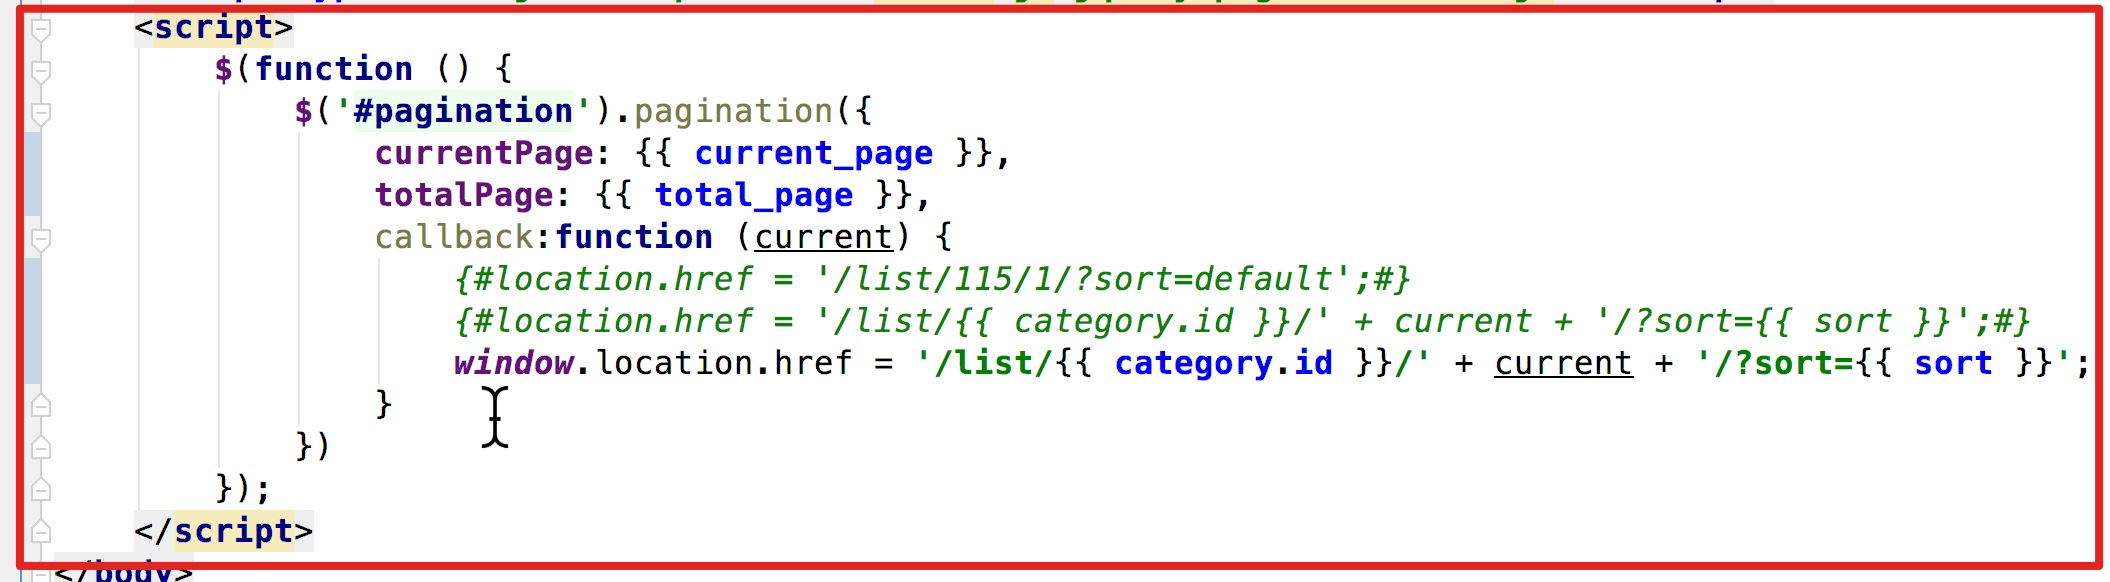 <script>
$(function () {
$('#pagination').pagination({
currentPage: {{ current_page }},
totalPage: {{ total_page }},
callback:function (current) {
{#location.href = '/list/115/1/?sort=default';#}
{#location.href = '/list/{{ category.id }}/' + current + '/?sort={{ sort }}';#}
window.location.href = '/list/{{ category.id }}/' + current + '/?sort={{ sort }}';
}
})
});
</script>
</body>